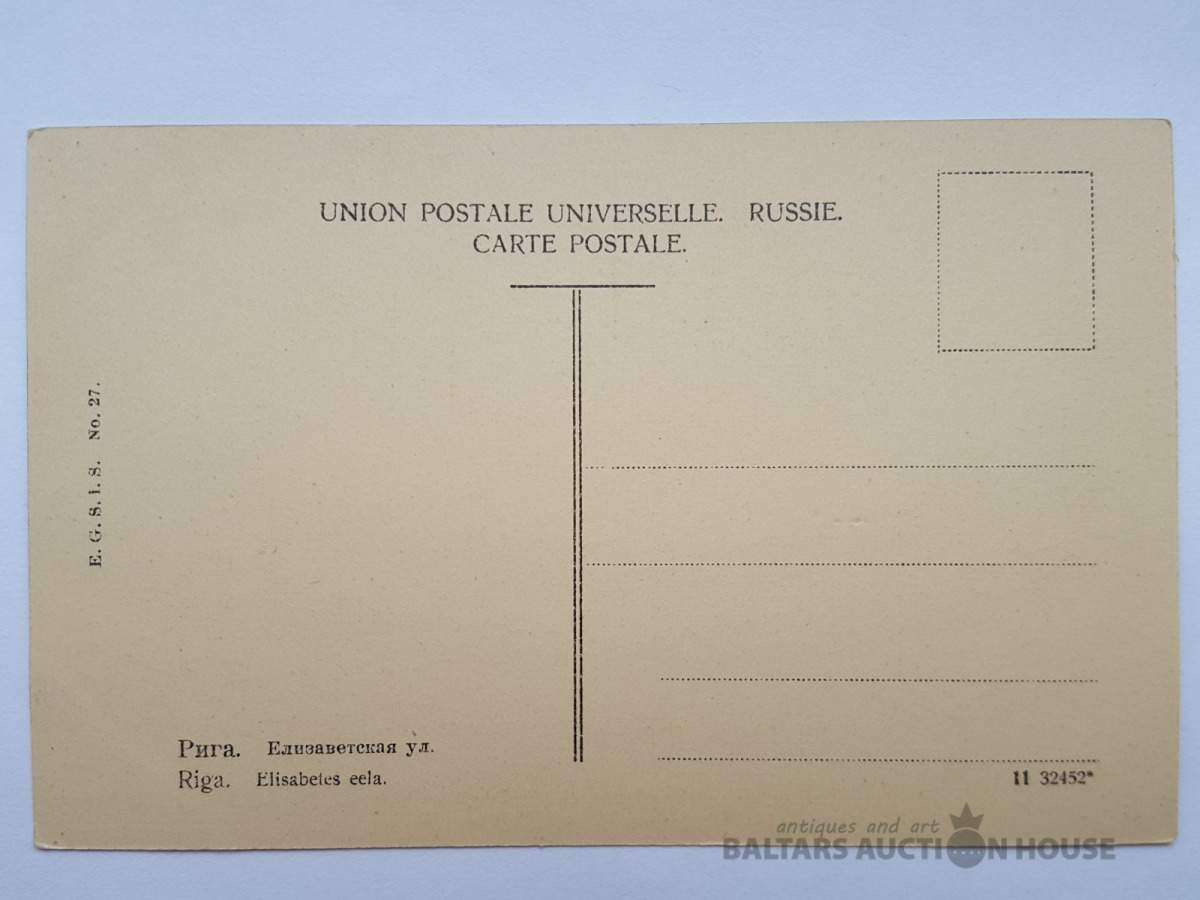 UNION POSTALE UNIVERSELLE. RUSSIE.
CARTE POSTALE.
E. G. S. i. S. No. 27.
Рига. Елизаветская ул.
Riga. Elisabetes eela.
11 32452*
antiques and art
BALTARS AUCTION HOUSE